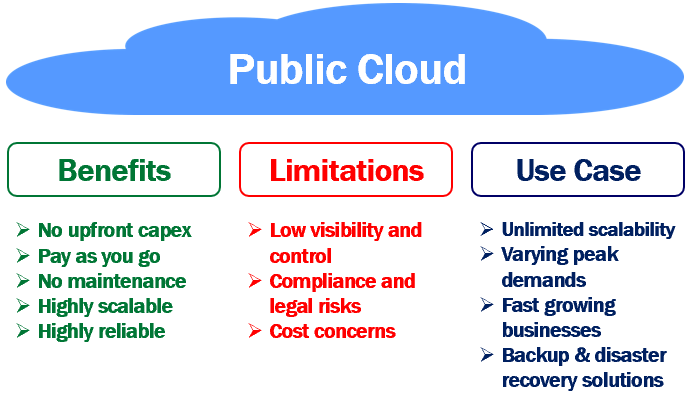 Public Cloud
Benefits
No upfront capex
Pay as you go
No maintenance
Highly scalable
Highly reliable
Limitations
Low visibility and
control
Compliance and
legal risks
Cost concerns
Use Case
Unlimited scalability
Varying peak
demands
Fast growing
businesses
Backup & disaster
recovery solutions